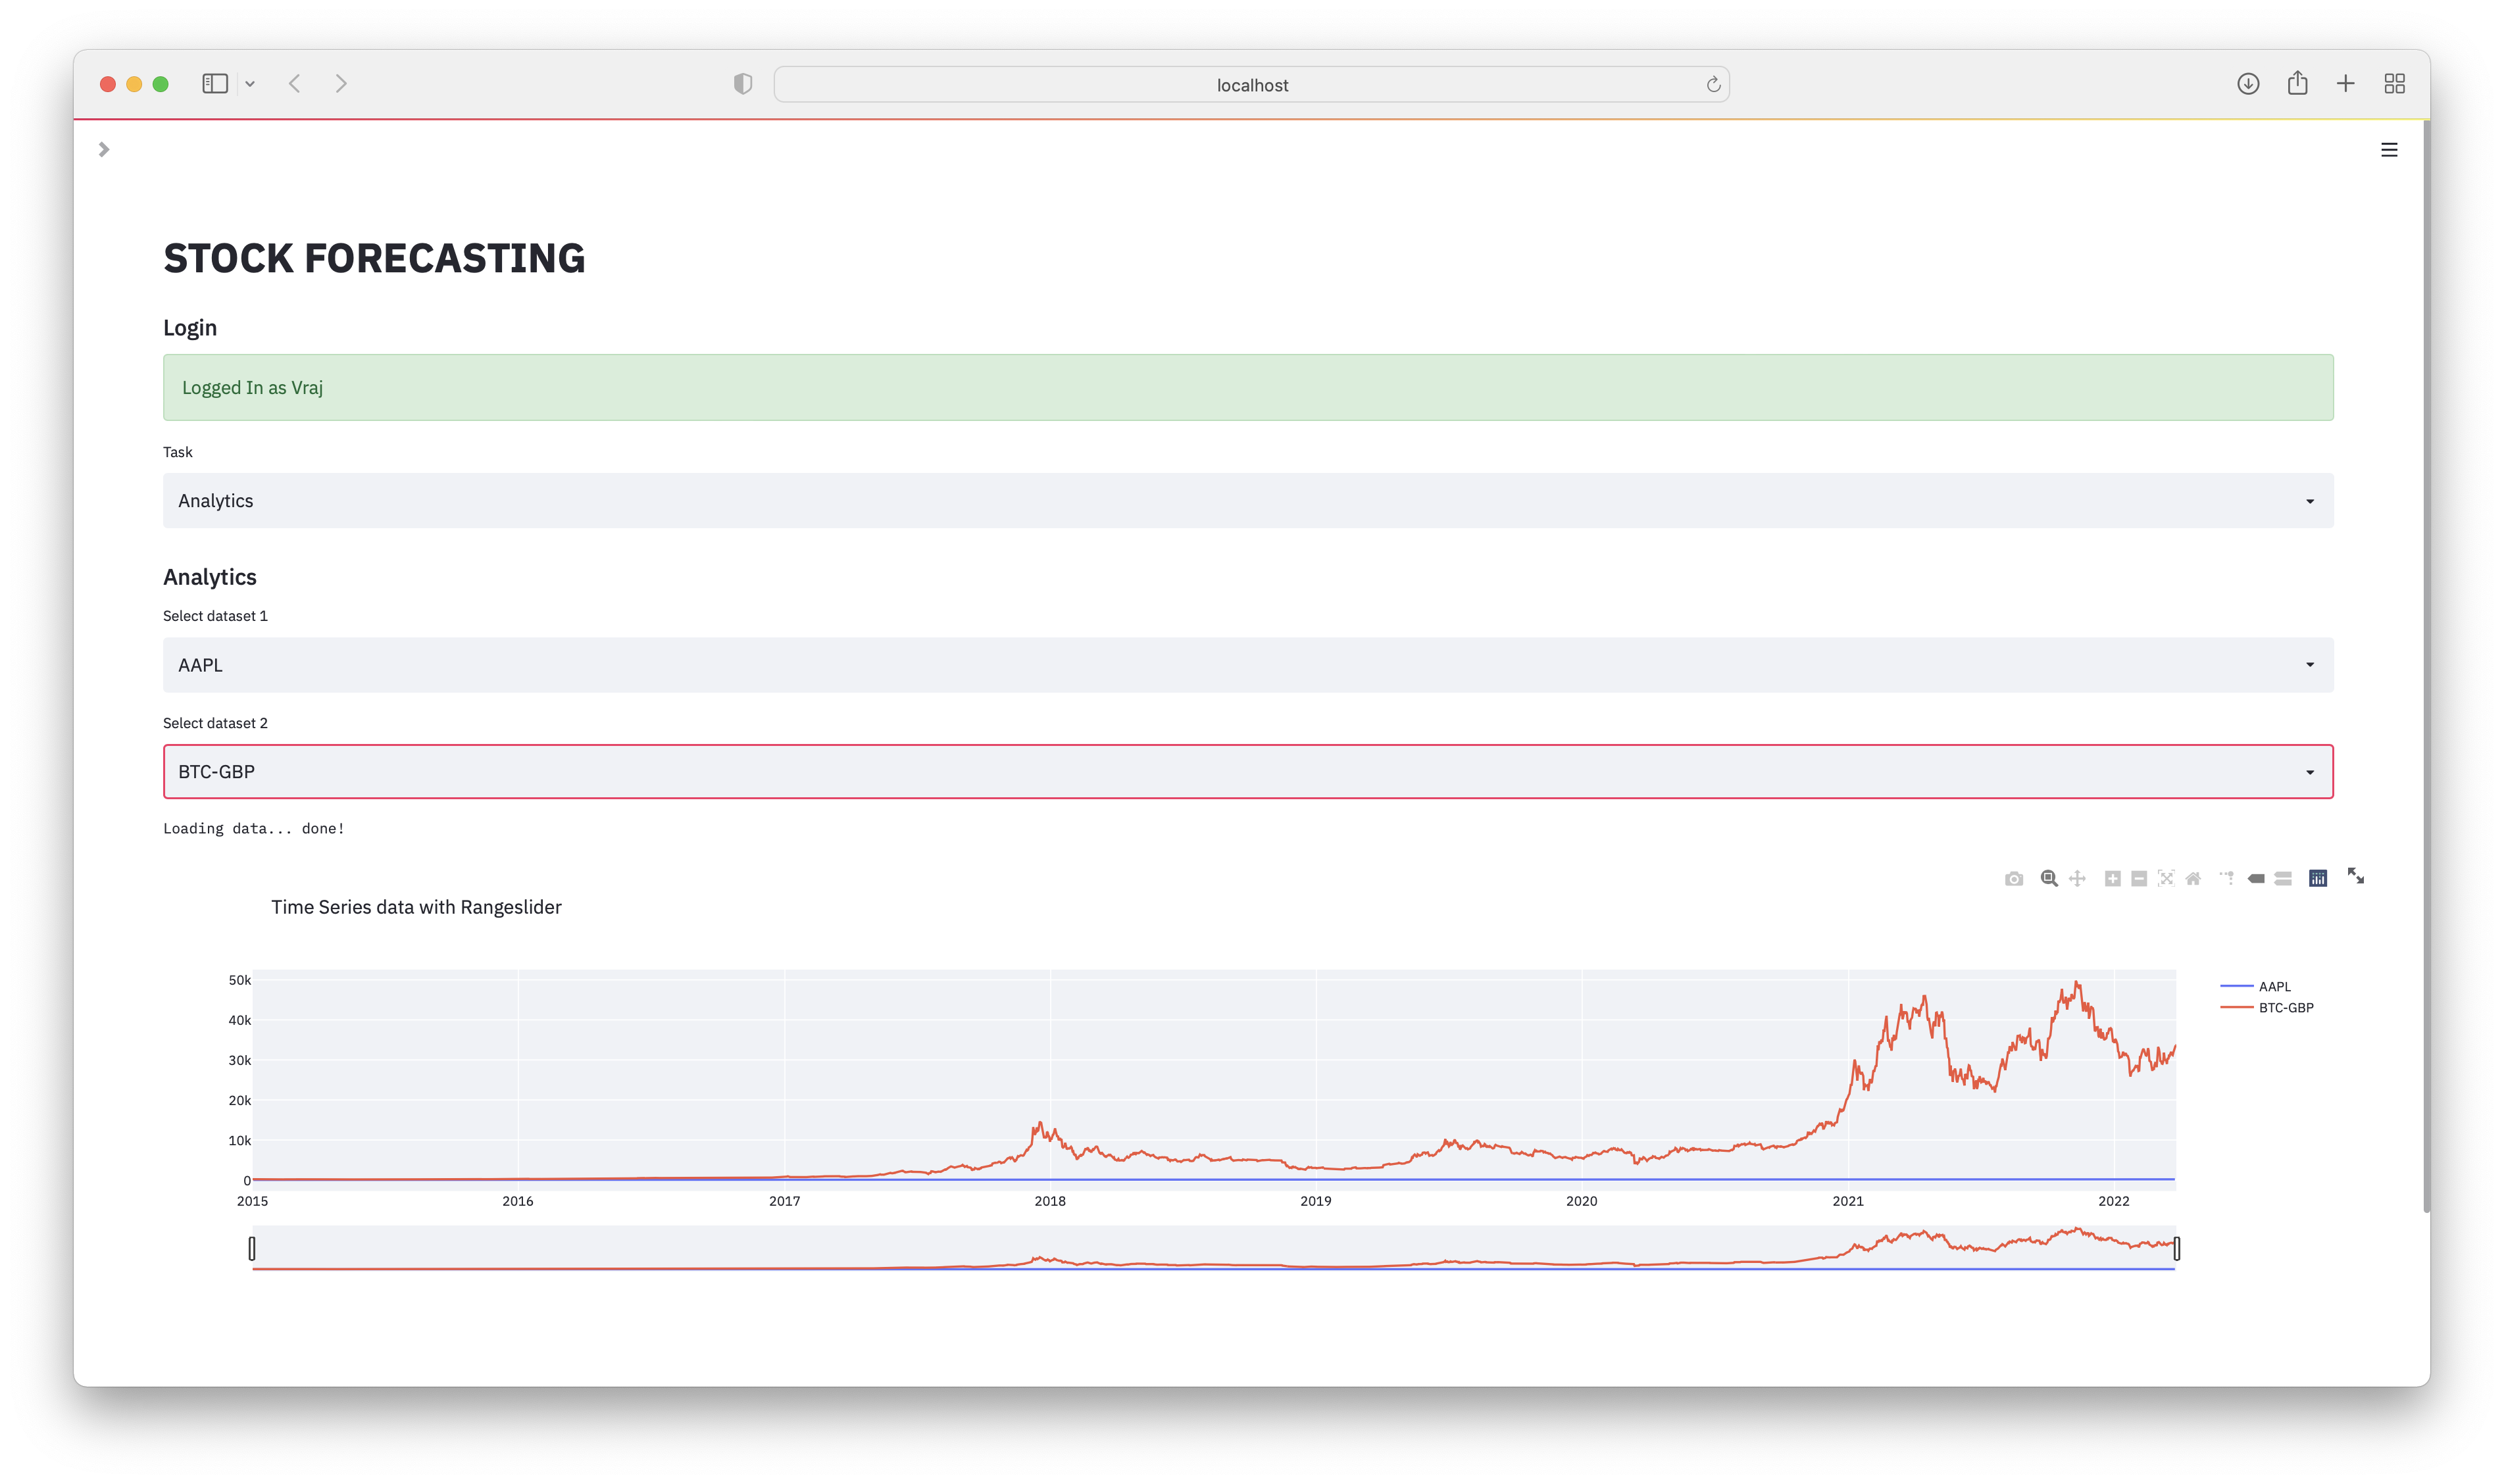 localhost
STOCK FORECASTING
Login
Logged In as Vraj
Task
Analytics
Analytics
Select dataset 1
AAPL
Select dataset 2
BTC-GBP
Loading data... done!
Time Series data with Rangeslider
50k
40k
30k
20k
10k
0
2015 2016 2017 2018 2019 2020 2021 2022
AAPL
BTC-GBP